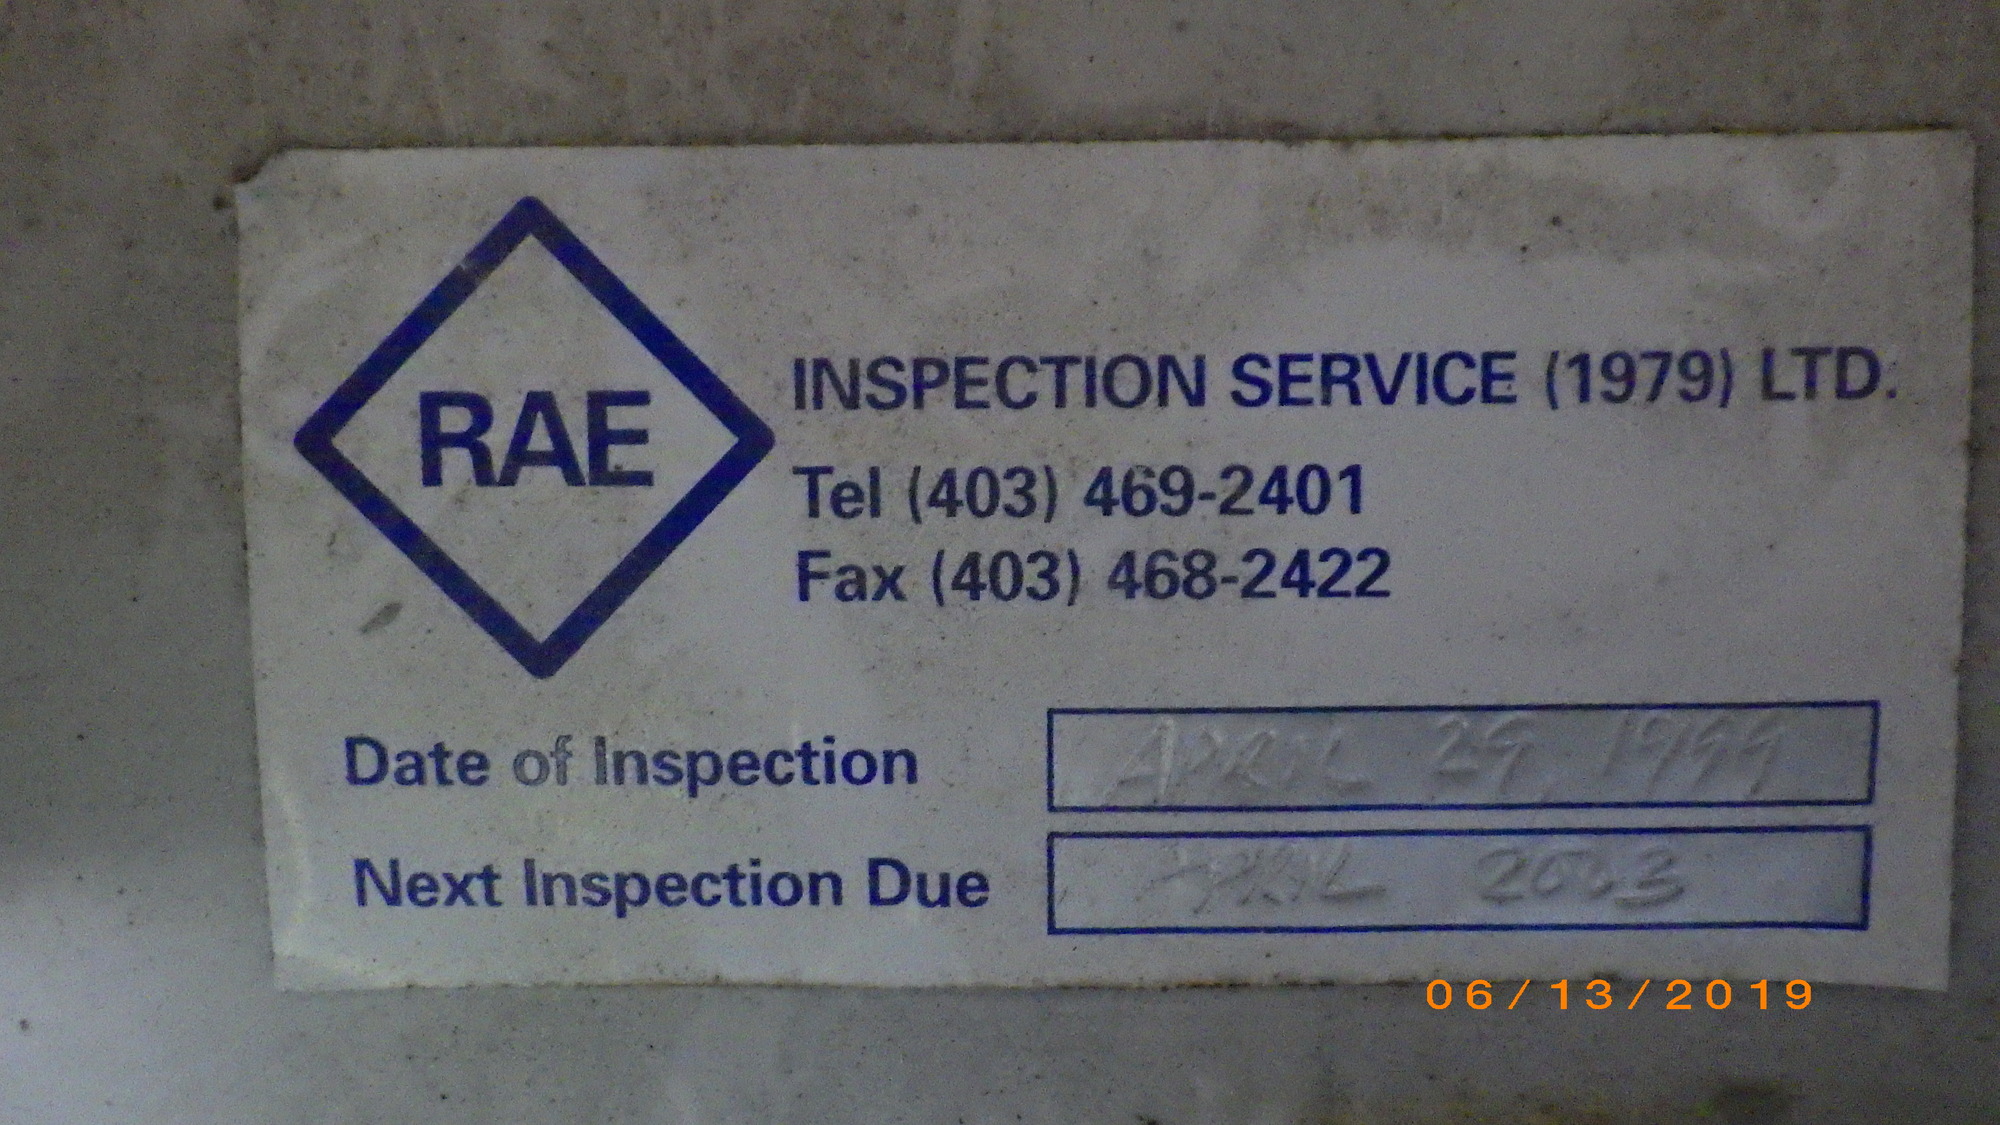 RAE
INSPECTION SERVICE (1979) LTD.
Tel (403) 469-2401
Fax (403) 468-2422
Date of Inspection APRIL 29, 1999
Next Inspection Due APRIL 2003
06/13/2019